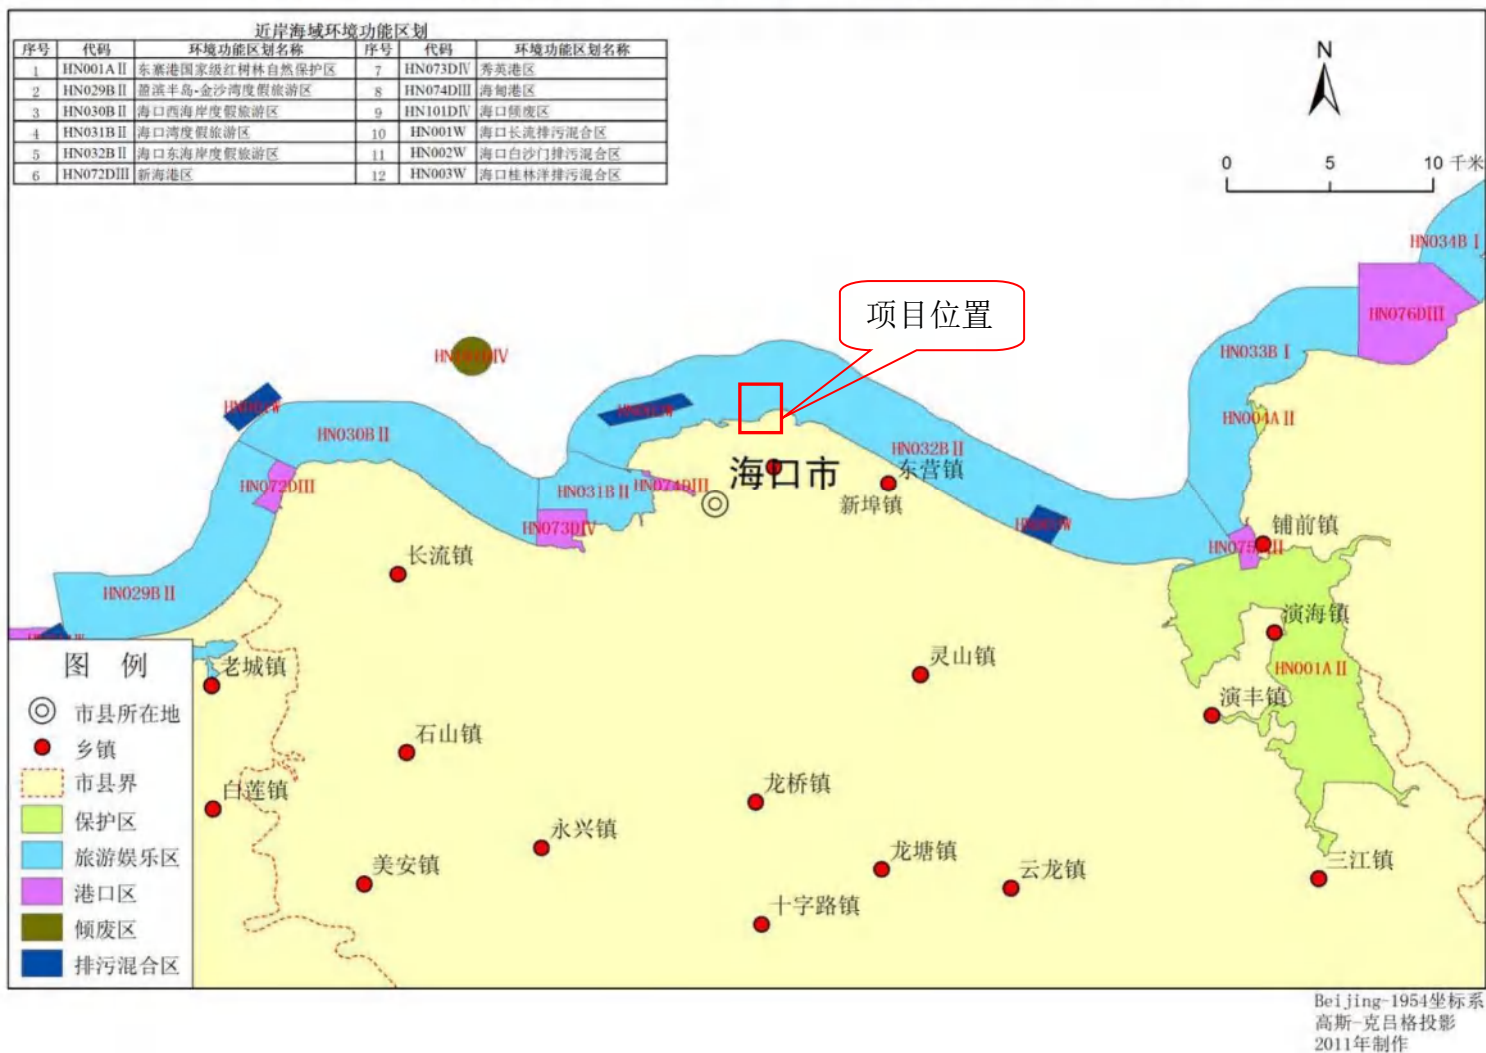 近岸海域环境功能区划
序号 代码 环境功能区划名称 序号 代码 环境功能区划名称
1 HN001AⅡ 东寨港国家级红树林自然保护区 7 HN073DⅣ 秀英港区
2 HN029BⅡ 盈滨半岛-金沙湾度假旅游区 8 HN074DⅢ 海甸港区
3 HN030BⅡ 海口西海岸度假旅游区 9 HN101DⅣ 海口倾废区
4 HN031BⅡ 海口湾度假旅游区 10 HN001W 海口长流排污混合区
5 HN032BⅡ 海口东海岸度假旅游区 11 HN002W 海口白沙门排污混合区
6 HN072DⅢ 新海港区 12 HN003W 海口桂林洋排污混合区
N
0 5 10 千米
HN034BⅠ
项目位置
HN076DⅢ
HN033BⅠ
HN004AⅡ
HN030BⅡ
HN032BⅡ
海口市
东营镇
新埠镇
HN072DⅢ
HN031BⅡ
HN074DⅢ
HN073DⅣ
铺前镇
长流镇
HN029BⅡ
演海镇
HN001AⅡ
老城镇
灵山镇
演丰镇
石山镇
白莲镇
龙桥镇
永兴镇
美安镇
龙塘镇
云龙镇
三江镇
十字路镇
图 例
市县所在地
乡镇
市县界
保护区
旅游娱乐区
港口区
倾废区
排污混合区
Beijing-1954坐标系
高斯-克吕格投影
2011年制作